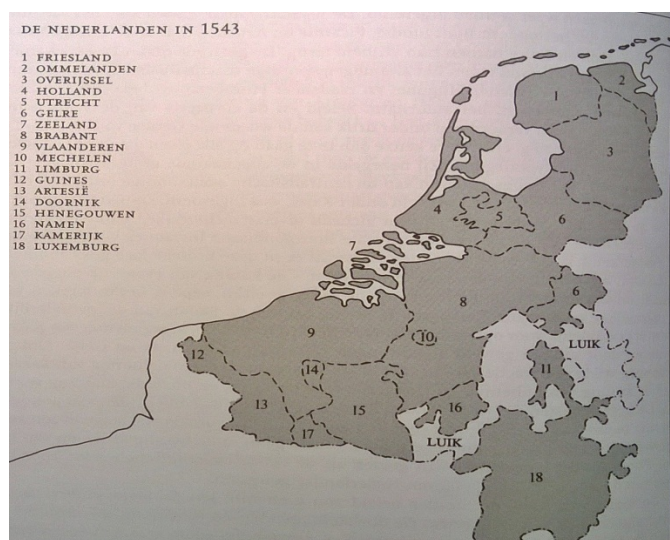 DE NEDERLANDEN IN 1543
1 FRIESLAND
2 OMMELANDEN
3 OVERIJSSEL
4 HOLLAND
5 UTRECHT
6 GELRE
7 ZEELAND
8 BRABANT
9 VLAANDEREN
10 MECHELEN
11 LIMBURG
12 GUINES
13 ARTESIË
14 DOORNIK
15 HENEGOUWEN
16 NAMEN
17 KAMERIJK
18 LUXEMBURG
1
2
3
4
5
6
7
8
6
9
10
LUIK
12
14
11
13
15
16
17
LUIK
18